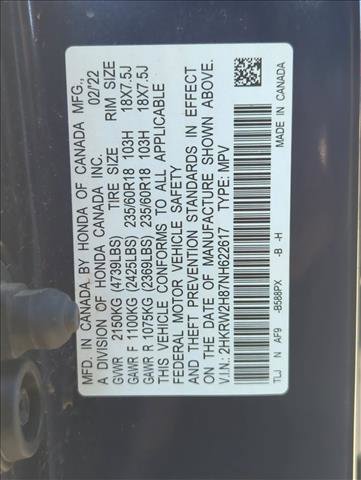 MFD. IN CANADA. BY HONDA OF CANADA MFG.,
A DIVISION OF HONDA CANADA INC. 02/'22
TIRE SIZE RIM SIZE
GVWR 2150KG (4739LBS)
GAWR F 1100KG (2425LBS) 235/60R18 103H 18X7.5J
GAWR R 1075KG (2369LBS) 235/60R18 103H 18X7.5J
THIS VEHICLE CONFORMS TO ALL APPLICABLE
FEDERAL MOTOR VEHICLE SAFETY
AND THEFT PREVENTION STANDARDS IN EFFECT
ON THE DATE OF MANUFACTURE SHOWN ABOVE.
V.I.N.: 2HKRW2H87NH622617 TYPE: MPV
TLJ N AF9 -B588PX -B -H MADE IN CANADA